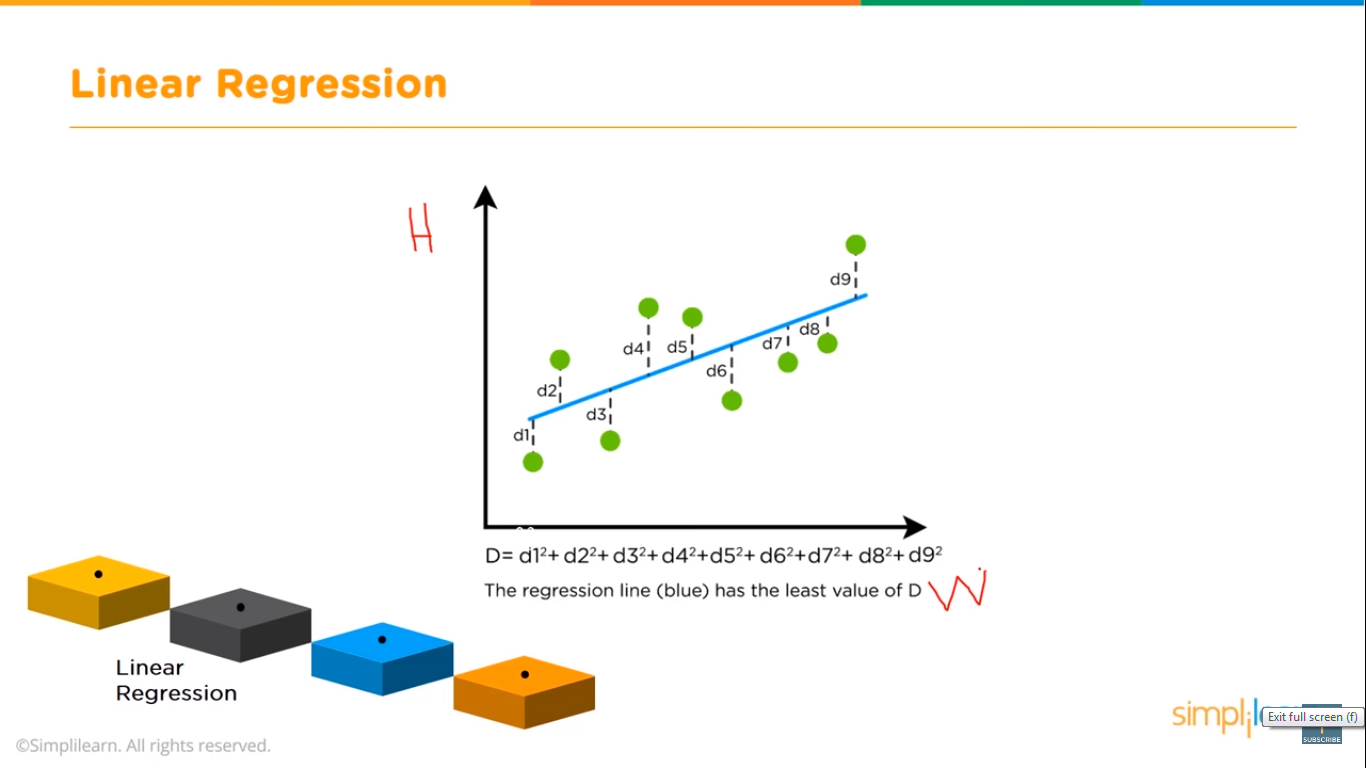 Linear Regression
H
d9
d8
d7
d4
d5
d6
d2
d3
d1
D= d1²+ d2²+ d3²+ d4²+d5²+ d6²+d7²+ d8²+ d9²
The regression line (blue) has the least value of D
W
Linear
Regression
©Simplilearn. All rights reserved.
Exit full screen (f)
SUBSCRIBE